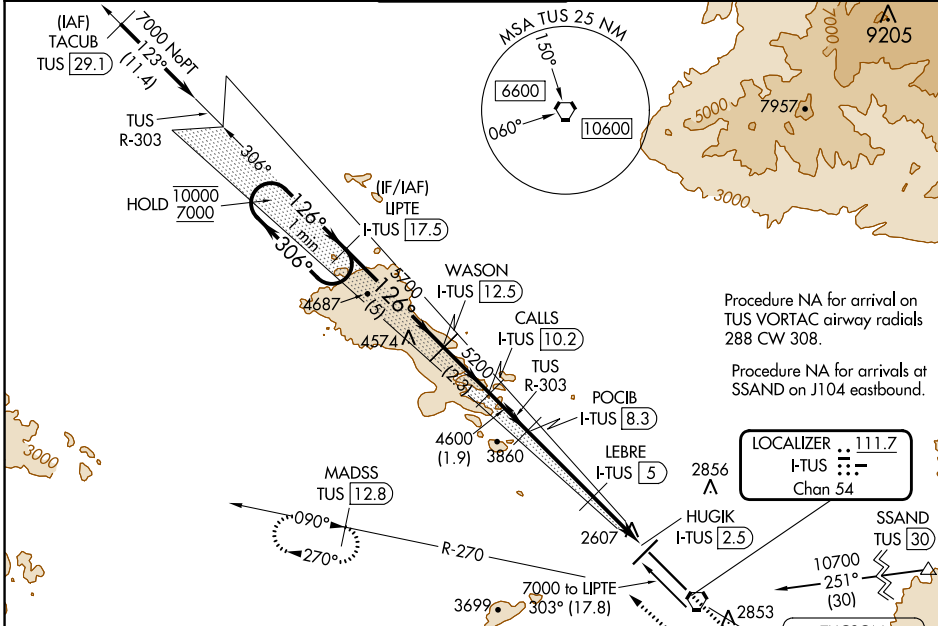 (IAF)
TACUB
TUS 29.1
7000 NoPT
123°
(11.4)
TUS
R-303
306°
HOLD 10000
7000
126°
1 min
306°
(IF/IAF)
LIPTE
I-TUS 17.5
MSA TUS 25 NM
150°
6600
060°
10600
7000
9205
7957
5000
3000
5700
126°
(5)
4687
4574
WASON
I-TUS 12.5
5200
(2.3)
CALLS
I-TUS 10.2
TUS
R-303
4600
(1.9)
3860
POCIB
I-TUS 8.3
LEBRE
I-TUS 5
Procedure NA for arrival on
TUS VORTAC airway radials
288 CW 308.
Procedure NA for arrivals at
SSAND on J104 eastbound.
LOCALIZER 111.7
I-TUS
Chan 54
3000
MADSS
TUS 12.8
090°
270°
R-270
2856
2607
HUGIK
I-TUS 2.5
SSAND
TUS 30
10700
251°
(30)
7000 to LIPTE
303° (17.8)
3699
2853